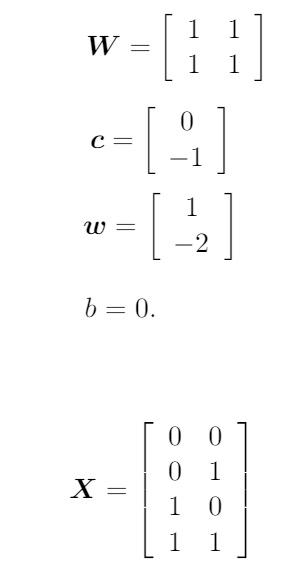 W = [ 1 1
1 1 ]
c = [ 0
−1 ]
w = [ 1
−2 ]
b = 0.
X = [ 0 0
0 1
1 0
1 1 ]